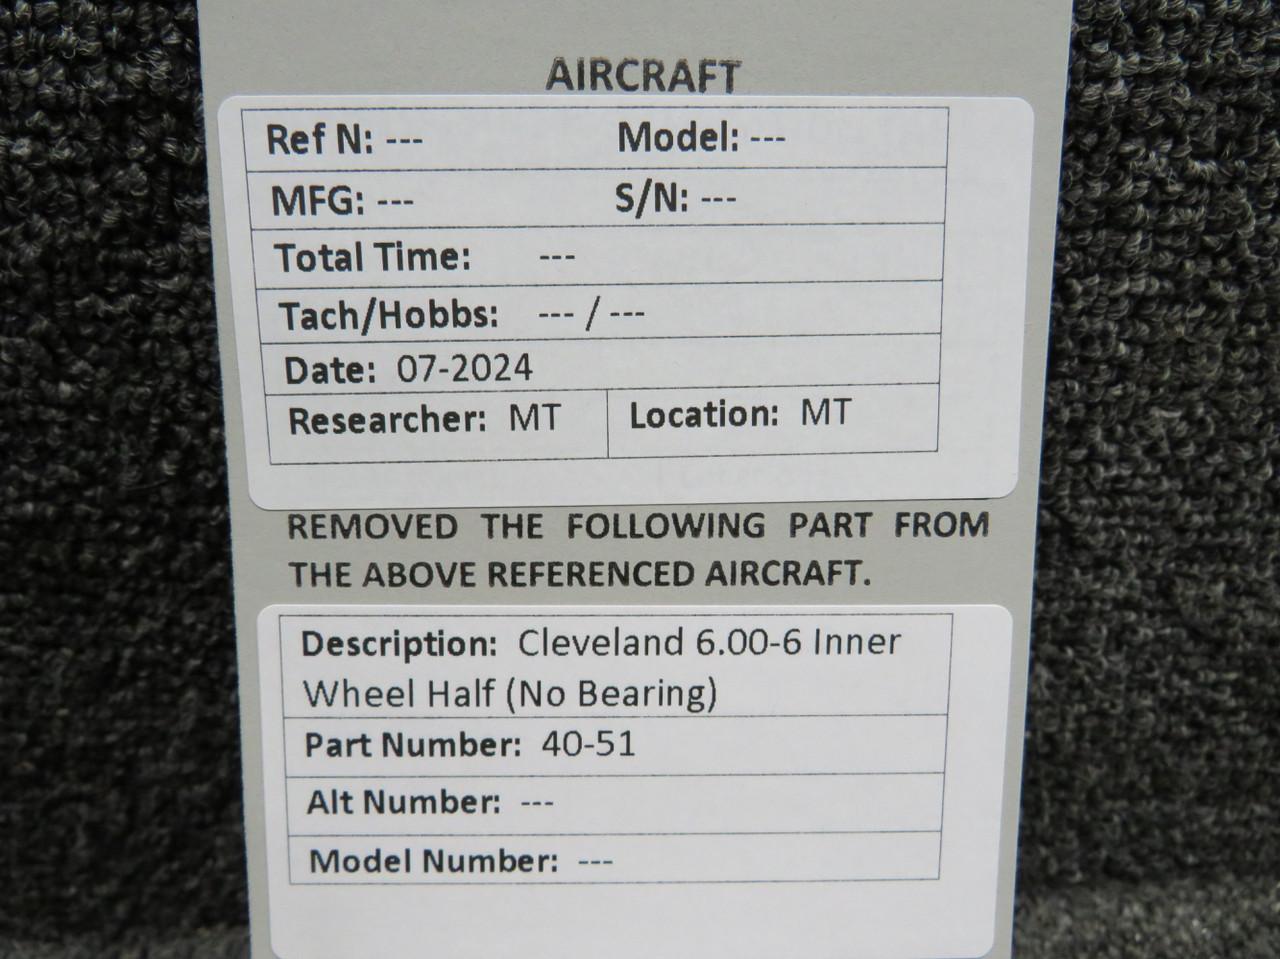 AIRCRAFT
Ref N: --- Model: ---
MFG: --- S/N: ---
Total Time: ---
Tach/Hobbs: --- / ---
Date: 07-2024
Researcher: MT Location: MT
REMOVED THE FOLLOWING PART FROM
THE ABOVE REFERENCED AIRCRAFT.
Description: Cleveland 6.00-6 Inner
Wheel Half (No Bearing)
Part Number: 40-51
Alt Number: ---
Model Number: ---